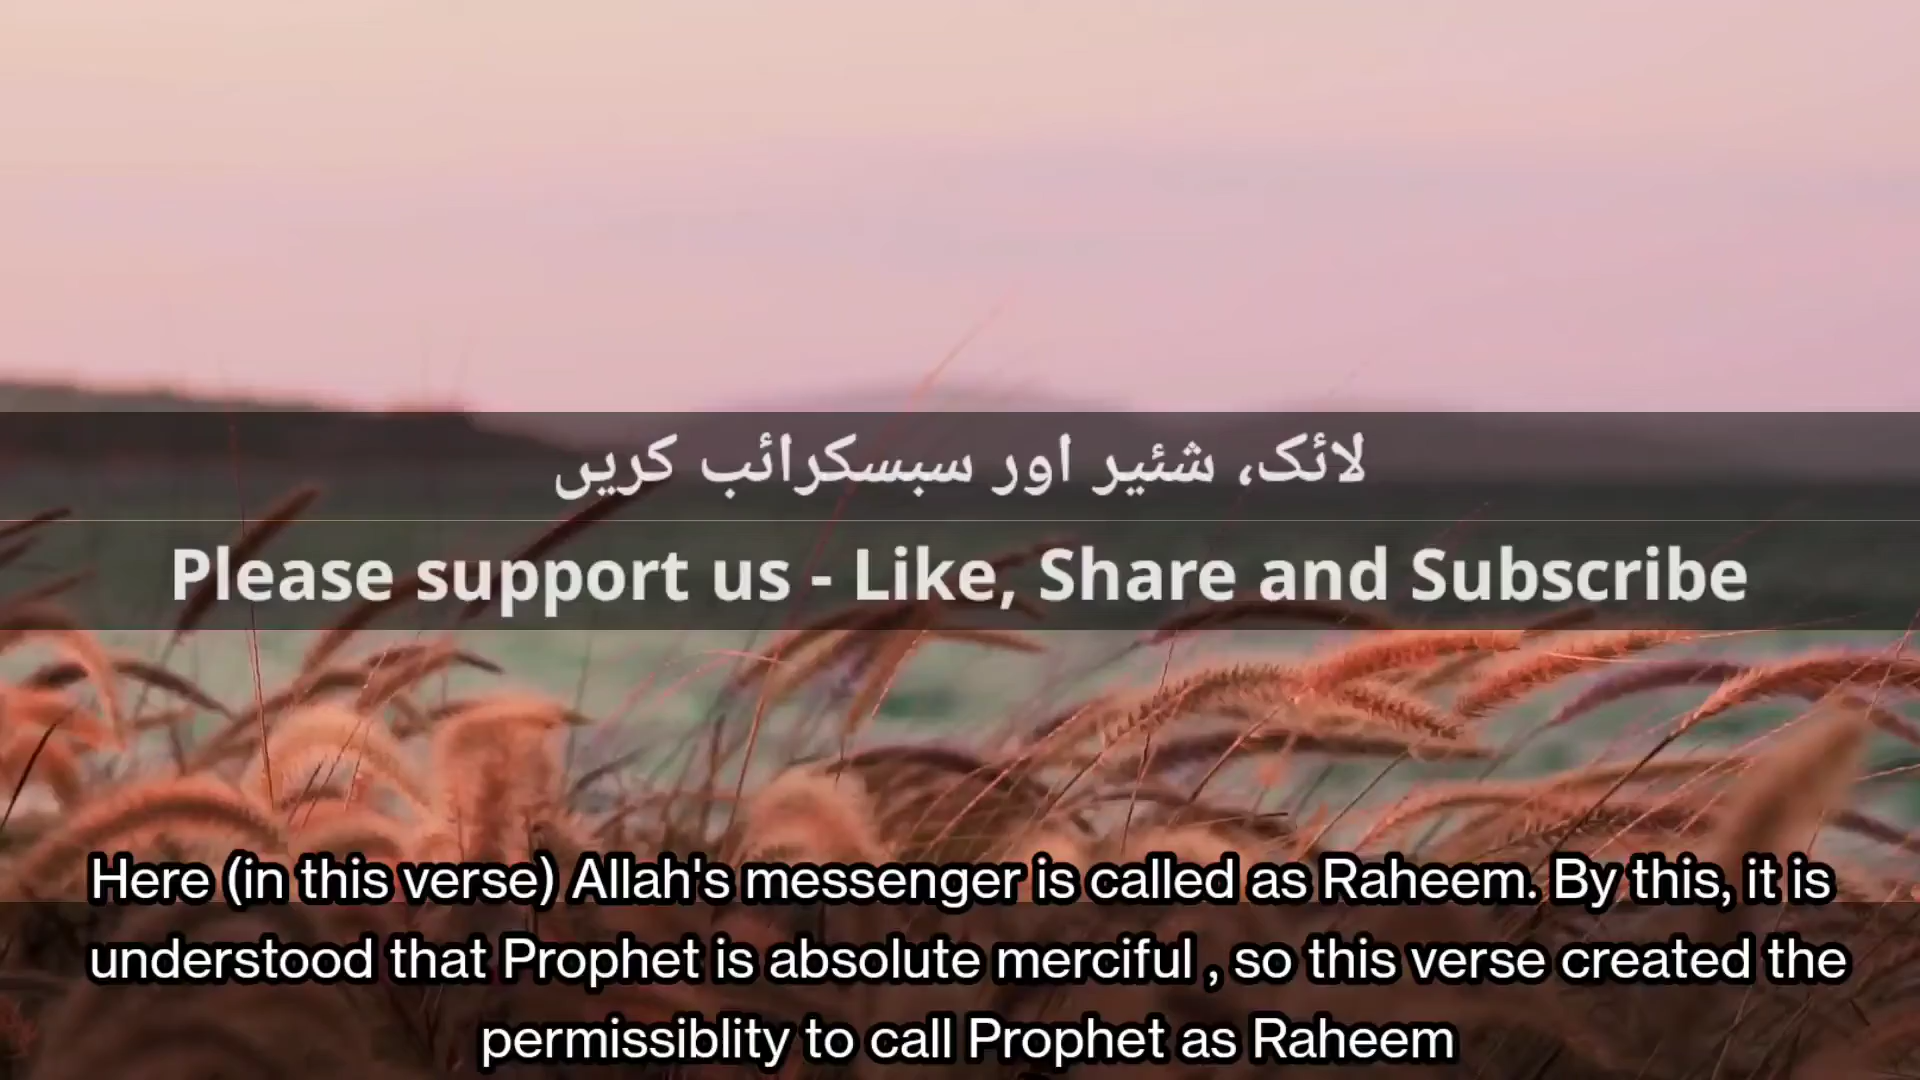 لائک، شئیر اور سبسکرائب کریں
Please support us - Like, Share and Subscribe
Here (in this verse) Allah's messenger is called as Raheem. By this, it is
understood that Prophet is absolute merciful , so this verse created the
permissiblity to call Prophet as Raheem